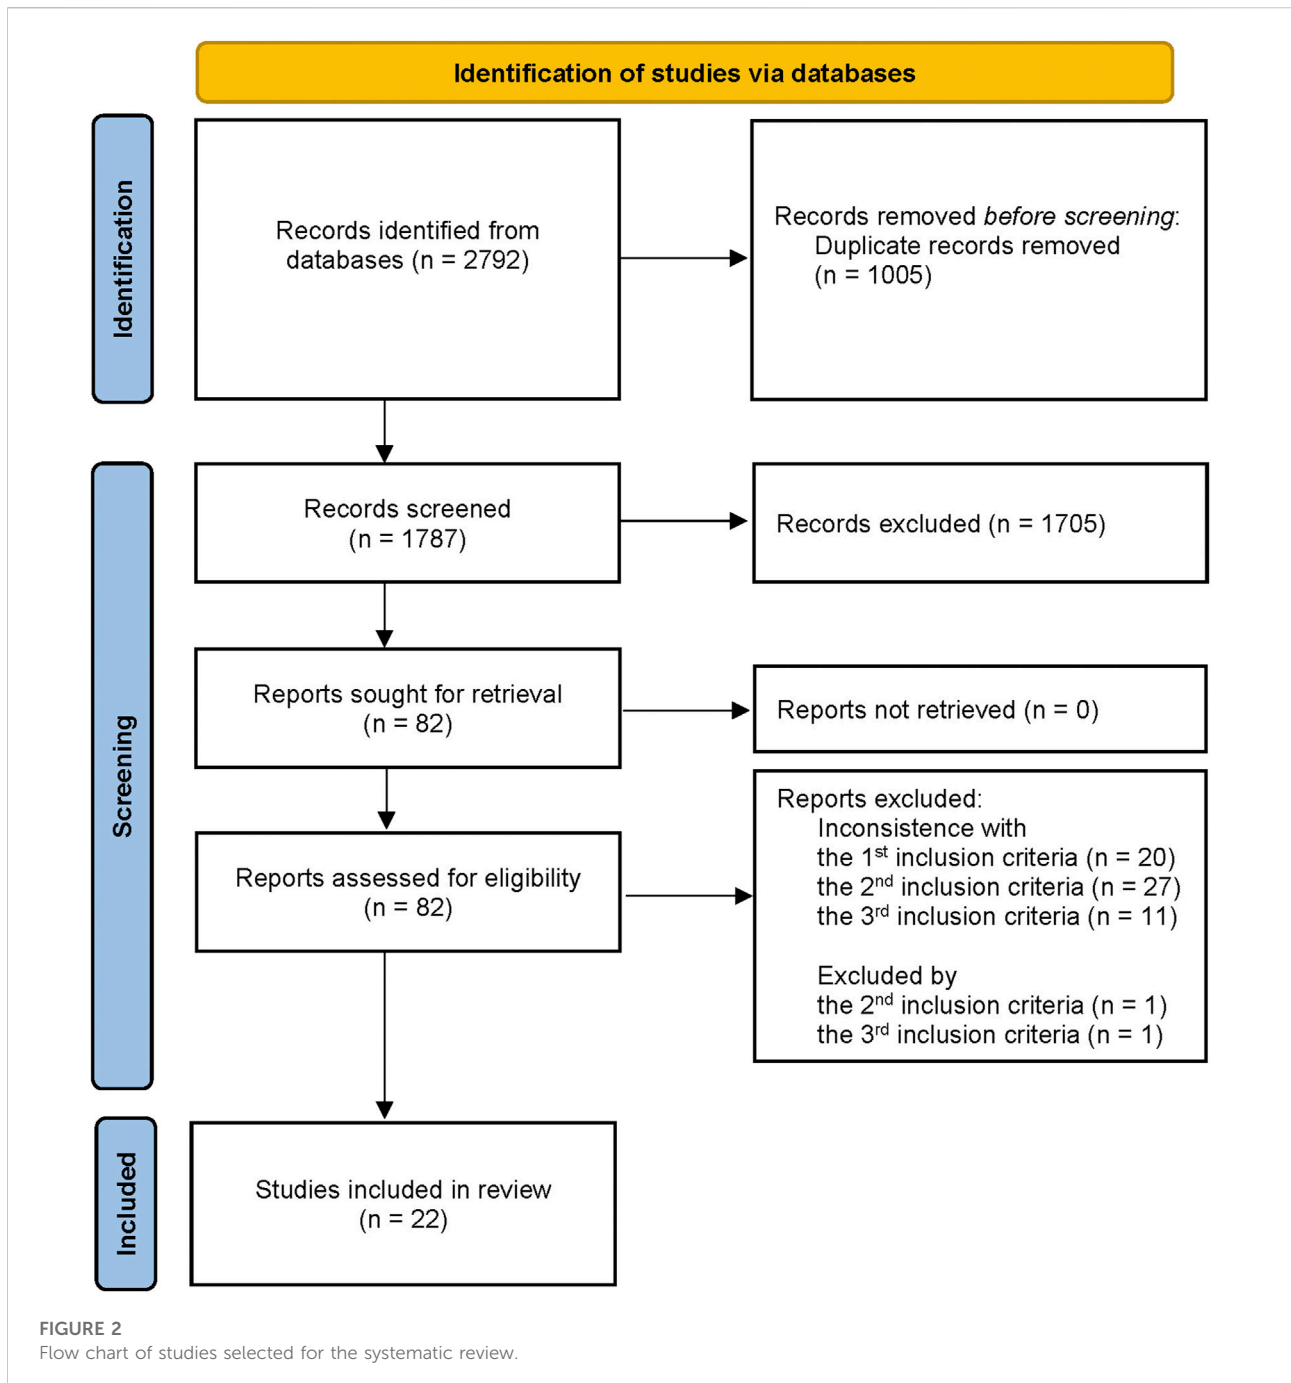 Identification of studies via databases
Identification
Records identified from
databases (n = 2792)
Records removed before screening:
Duplicate records removed
(n = 1005)
Screening
Records screened
(n = 1787)
Records excluded (n = 1705)
Reports sought for retrieval
(n = 82)
Reports not retrieved (n = 0)
Reports assessed for eligibility
(n = 82)
Reports excluded:
Inconsistence with
the 1st inclusion criteria (n = 20)
the 2nd inclusion criteria (n = 27)
the 3rd inclusion criteria (n = 11)
Excluded by
the 2nd inclusion criteria (n = 1)
the 3rd inclusion criteria (n = 1)
Included
Studies included in review
(n = 22)
FIGURE 2
Flow chart of studies selected for the systematic review.